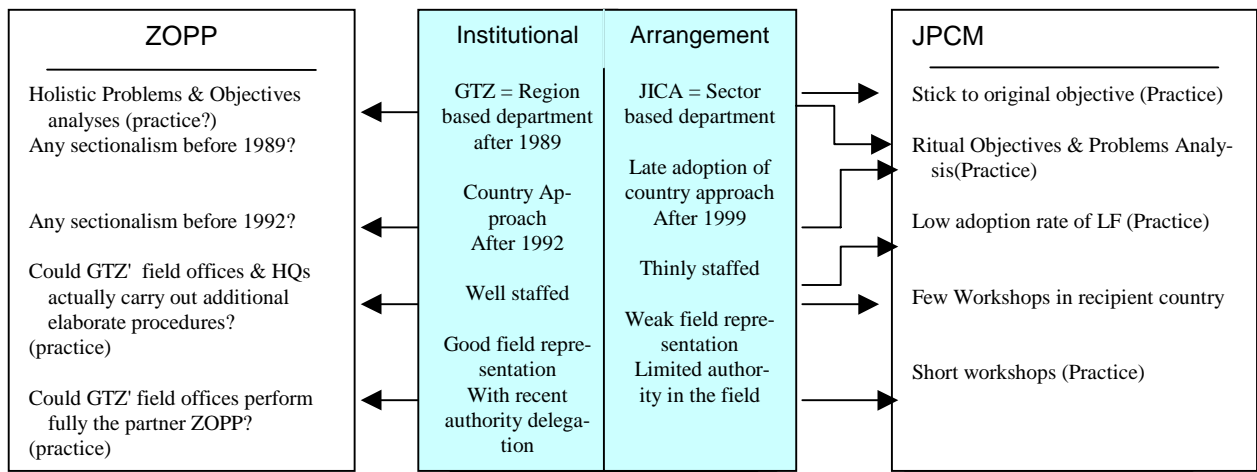 ZOPP
Holistic Problems & Objectives
analyses (practice?)
Any sectionalism before 1989?
Any sectionalism before 1992?
Could GTZ' field offices & HQs
actually carry out additional
elaborate procedures?
(practice)
Could GTZ' field offices perform
fully the partner ZOPP?
(practice)
Institutional
GTZ = Region
based department
after 1989
Country Ap-
proach
After 1992
Well staffed
Good field repre-
sentation
With recent
authority delega-
tion
Arrangement
JICA = Sector
based department
Late adoption of
country approach
After 1999
Thinly staffed
Weak field repre-
sentation
Limited author-
ity in the field
JPCM
Stick to original objective (Practice)
Ritual Objectives & Problems Analy-
sis(Practice)
Low adoption rate of LF (Practice)
Few Workshops in recipient country
Short workshops (Practice)